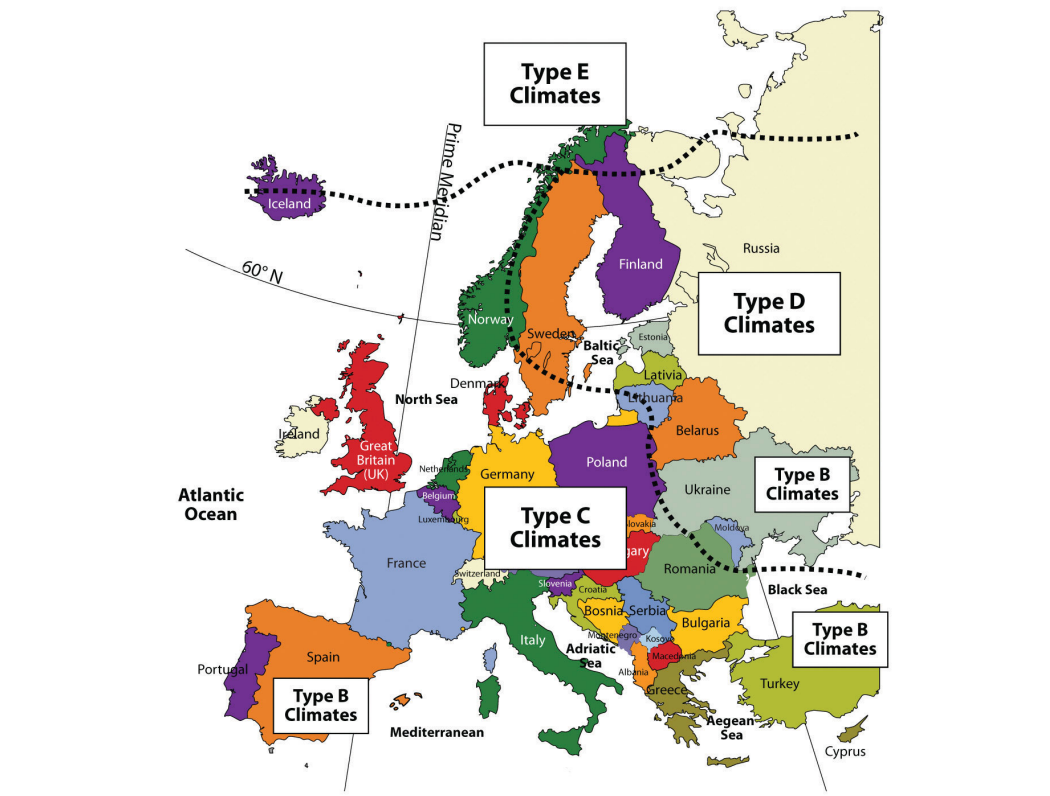 Type E
Climates
Prime Meridian
Iceland
60° N
Russia
Finland
Type D
Climates
Norway
Sweden
Estonia
Baltic
Sea
Lativia
Denmark
Lithuania
North Sea
Ireland
Belarus
Great
Britain
(UK)
Poland
Netherlands
Germany
Type B
Climates
Ukraine
Atlantic
Ocean
Belgium
Luxembourg
Type C
Climates
Slovakia
Moldova
gary
France
Switzerland
Romania
Slovenia
Croatia
Black Sea
Bosnia
Serbia
Bulgaria
Type B
Climates
Montenegro
Kosovo
Italy
Adriatic
Sea
Macedonia
Spain
Portugal
Albania
Turkey
Greece
Type B
Climates
Aegean
Sea
Mediterranean
Cyprus